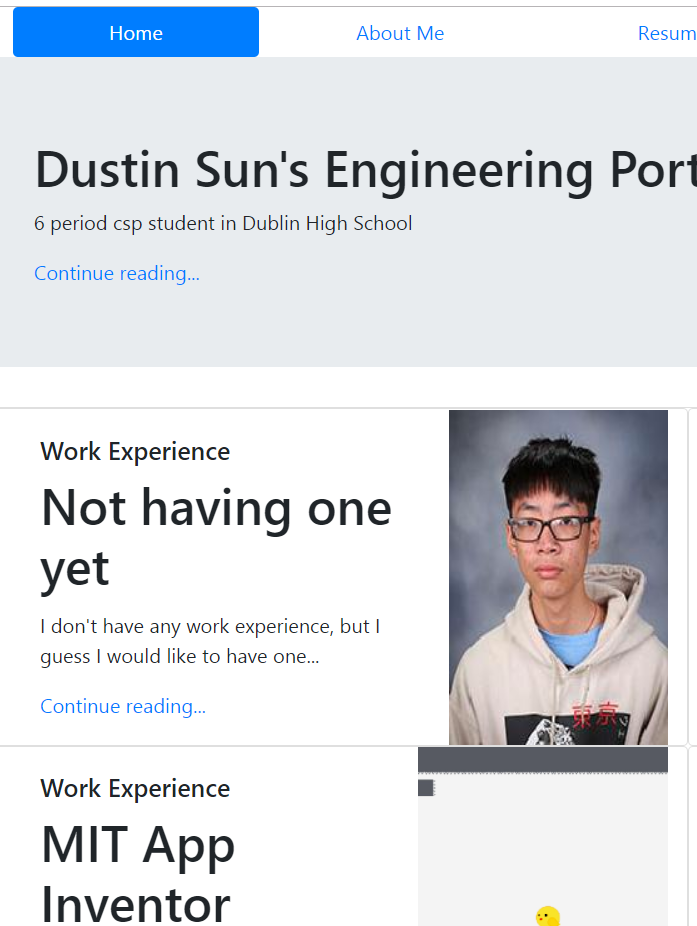 Home About Me Resum
Dustin Sun's Engineering Port
6 period csp student in Dublin High School
Continue reading...
Work Experience
Not having one
yet
I don't have any work experience, but I
guess I would like to have one...
Continue reading...
東京
Work Experience
MIT App
Inventor